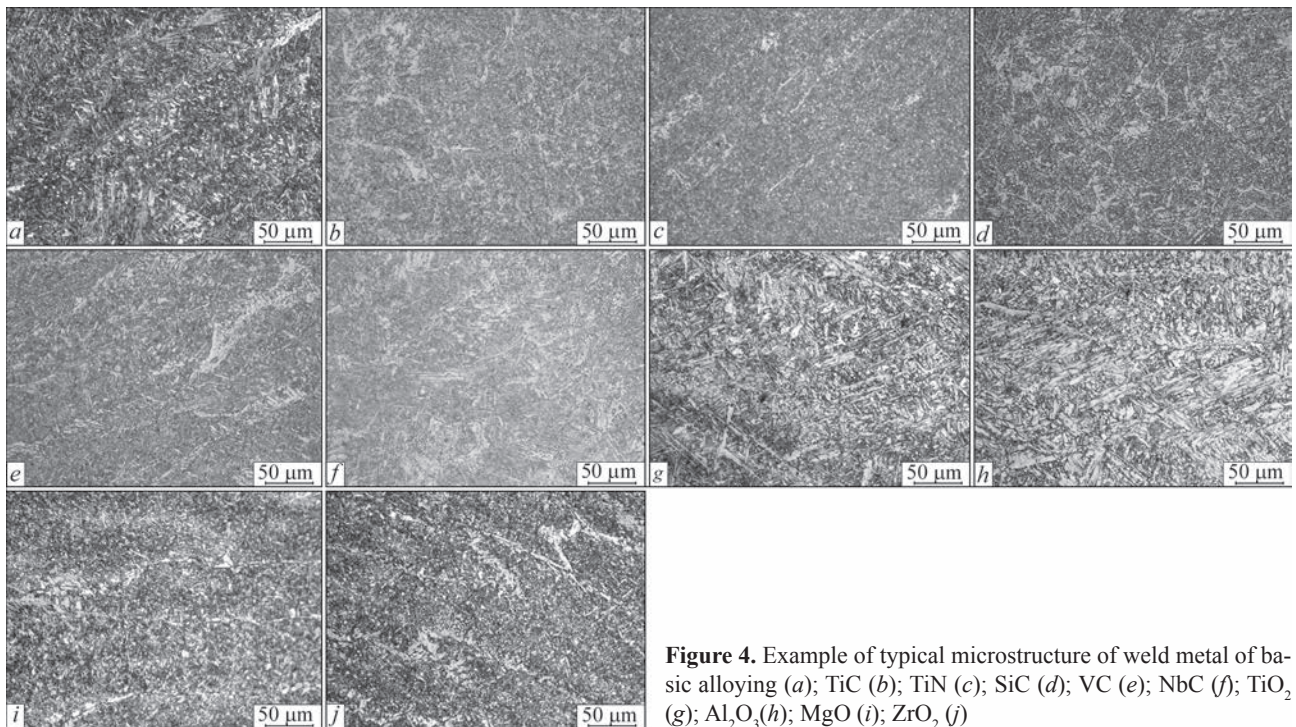 a 50 μm b 50 μm c 50 μm d 50 μm
e 50 μm f 50 μm g 50 μm h 50 μm
i 50 μm j 50 μm
Figure 4. Example of typical microstructure of weld metal of ba-
sic alloying (a); TiC (b); TiN (c); SiC (d); VC (e); NbC (f); TiO₂
(g); Al₂O₃(h); MgO (i); ZrO₂ (j)